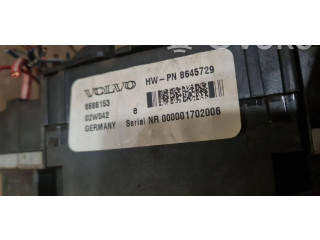 VOLVO HW-PN 8645729
8688153
02W042 e
GERMANY Serial NR 000001702006